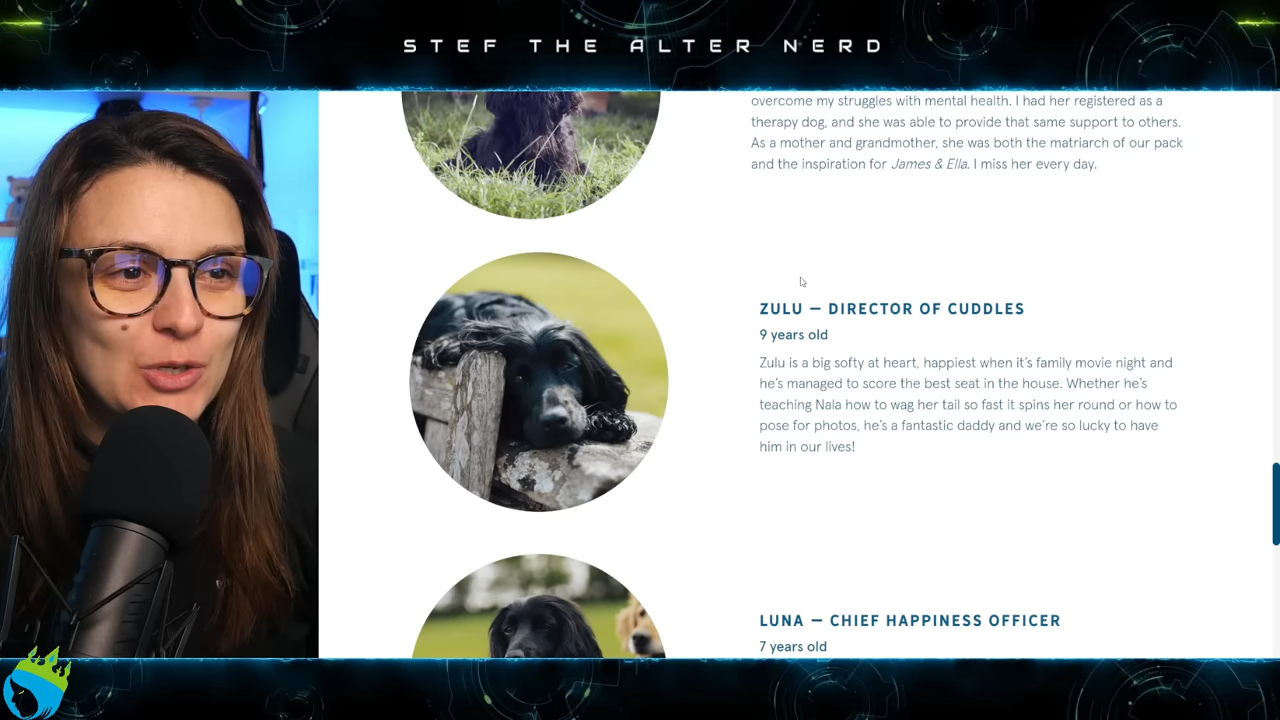 STEF THE ALTER NERD
overcome my struggles with mental health. I had her registered as a
therapy dog, and she was able to provide that same support to others.
As a mother and grandmother, she was both the matriarch of our pack
and the inspiration for James & Ella. I miss her every day.
ZULU – DIRECTOR OF CUDDLES
9 years old
Zulu is a big softy at heart, happiest when it's family movie night and
he's managed to score the best seat in the house. Whether he's
teaching Nala how to wag her tail so fast it spins her round or how to
pose for photos, he's a fantastic daddy and we're so lucky to have
him in our lives!
LUNA – CHIEF HAPPINESS OFFICER
7 years old